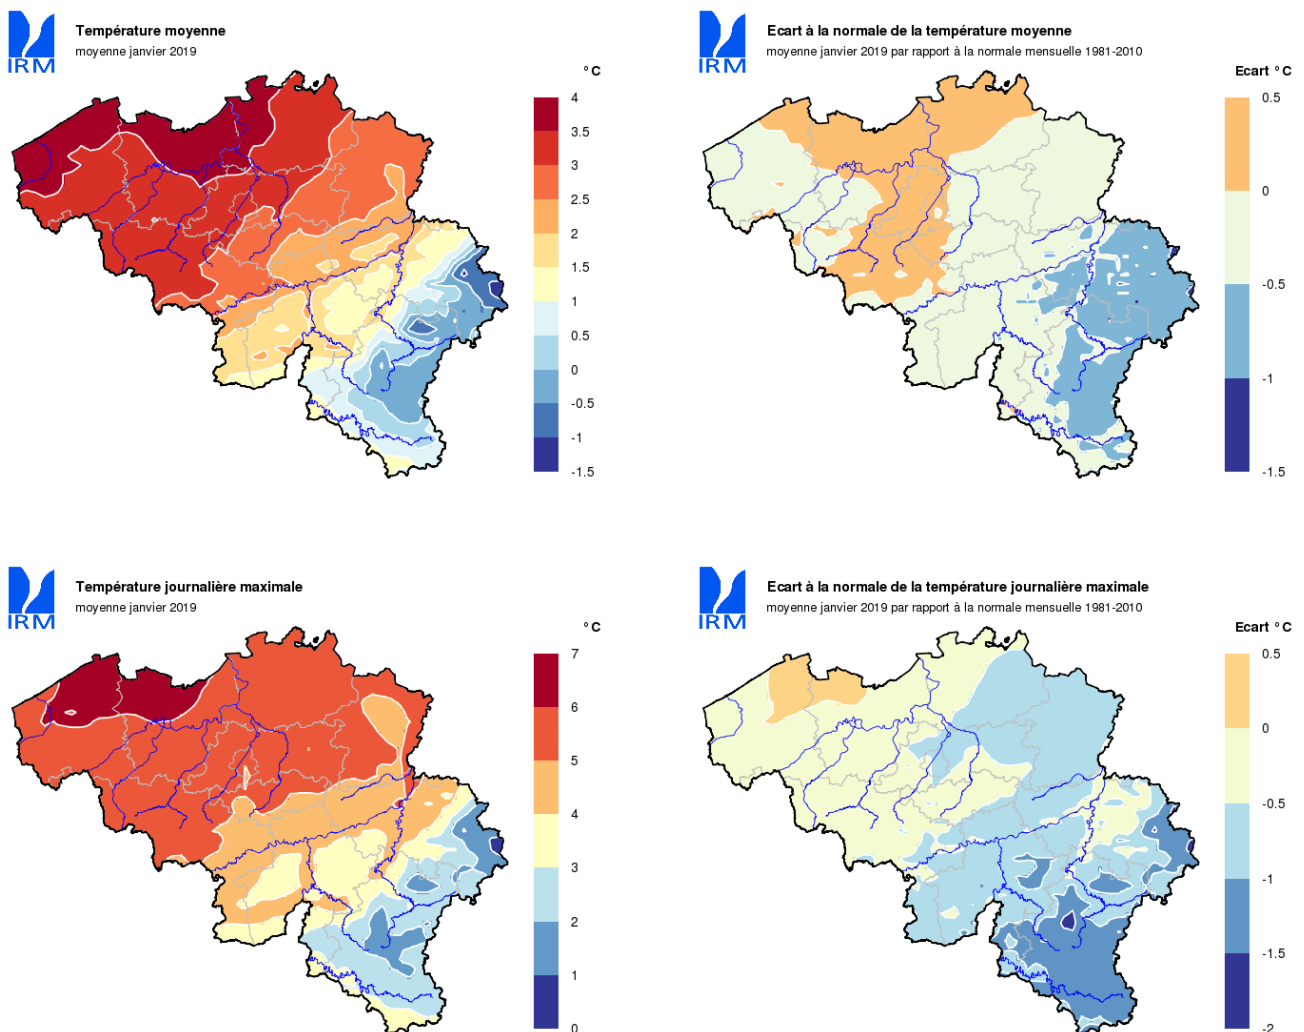 IRM
Température moyenne
moyenne janvier 2019
°C
4
3.5
3
2.5
2
1.5
1
0.5
0
-0.5
-1
-1.5
IRM
Ecart à la normale de la température moyenne
moyenne janvier 2019 par rapport à la normale mensuelle 1981-2010
Ecart °C
0.5
0
-0.5
-1
-1.5
IRM
Température journalière maximale
moyenne janvier 2019
°C
7
6
5
4
3
2
1
0
IRM
Ecart à la normale de la température journalière maximale
moyenne janvier 2019 par rapport à la normale mensuelle 1981-2010
Ecart °C
0.5
0
-0.5
-1
-1.5
-2